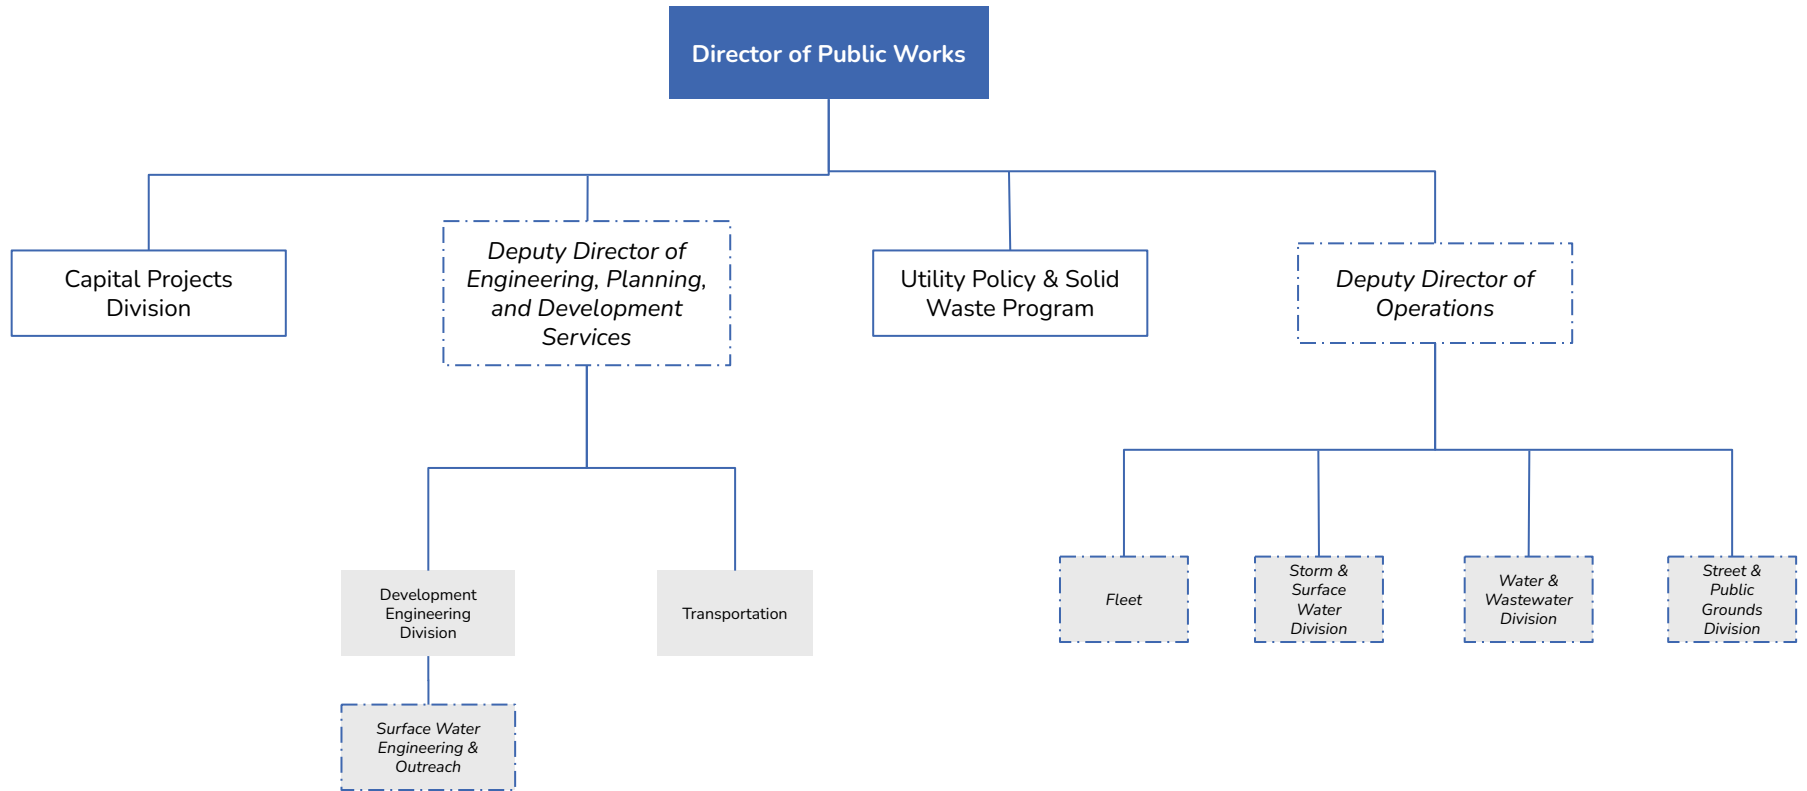 Director of Public Works
Capital Projects
Division
Deputy Director of
Engineering, Planning,
and Development
Services
Utility Policy & Solid
Waste Program
Deputy Director of
Operations
Development
Engineering
Division
Transportation
Fleet
Storm &
Surface
Water
Division
Water &
Wastewater
Division
Street &
Public
Grounds
Division
Surface Water
Engineering &
Outreach